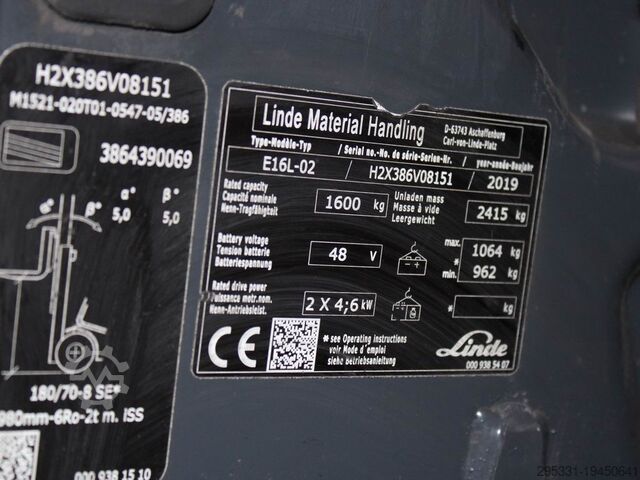 H2X386V08151
M1521-020T01-0547-05/386
3864390069
α° β° α° β°
5,0 5,0 5,0 5,0
180/70-8 SE*
980mm-6Ro-2t m. ISS
000 938 15 10
Linde Material Handling
D-63743 Aschaffenburg
Carl-von-Linde-Platz
Type-Modèle-Typ / Serial no.-No. de série-Serien-Nr. / year-année-Baujahr
E16L-02 / H2X386V08151 / 2019
Rated capacity
Capacité nominale
Nenn-Tragfähigkeit
1600 kg
Unladen mass
Masse à vide
Leergewicht
2415 kg
Battery voltage
Tension batterie
Batteriespannung
48 V
max. 1064 kg
*
min. 962 kg
Rated drive power
Puissance motr.nom.
Nenn-Antriebsleist.
2 X 4,6 kW
* kg
CE
*see Operating instructions
voir Mode d'emploi
siehe Betriebsanleitung
Linde
000 938 54 07
295331-19450641